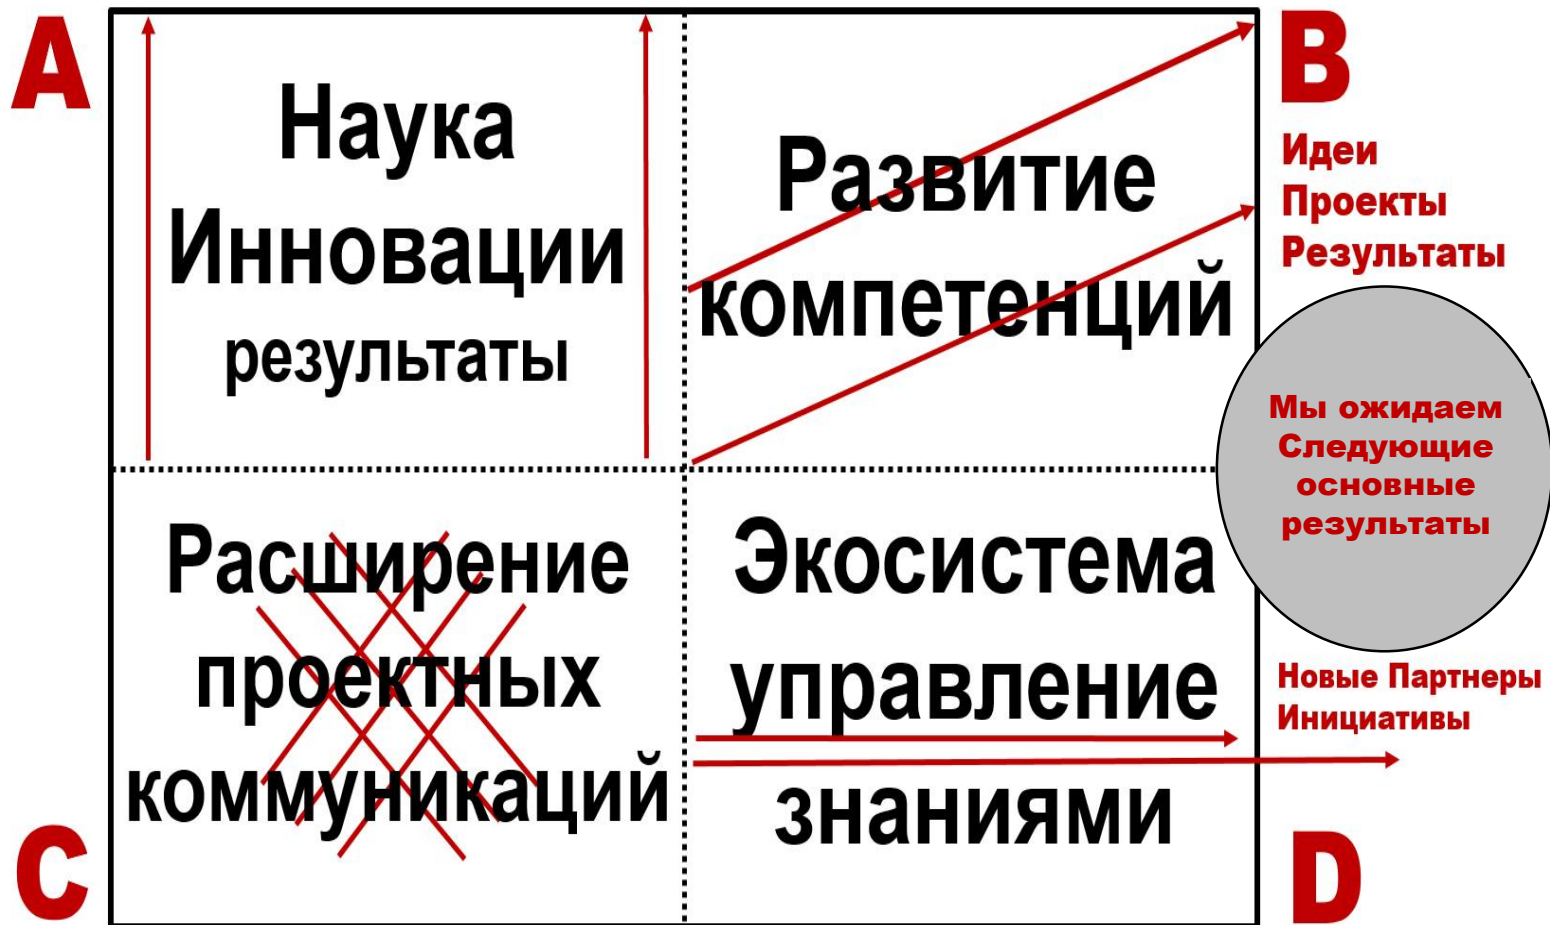 A
Наука
Инновации
результаты
Развитие
компетенций
B
Идеи
Проекты
Результаты
Мы ожидаем
Следующие
основные
результаты
C
Расширение
проектных
коммуникаций
Экосистема
управление
знаниями
Новые Партнеры
Инициативы
D